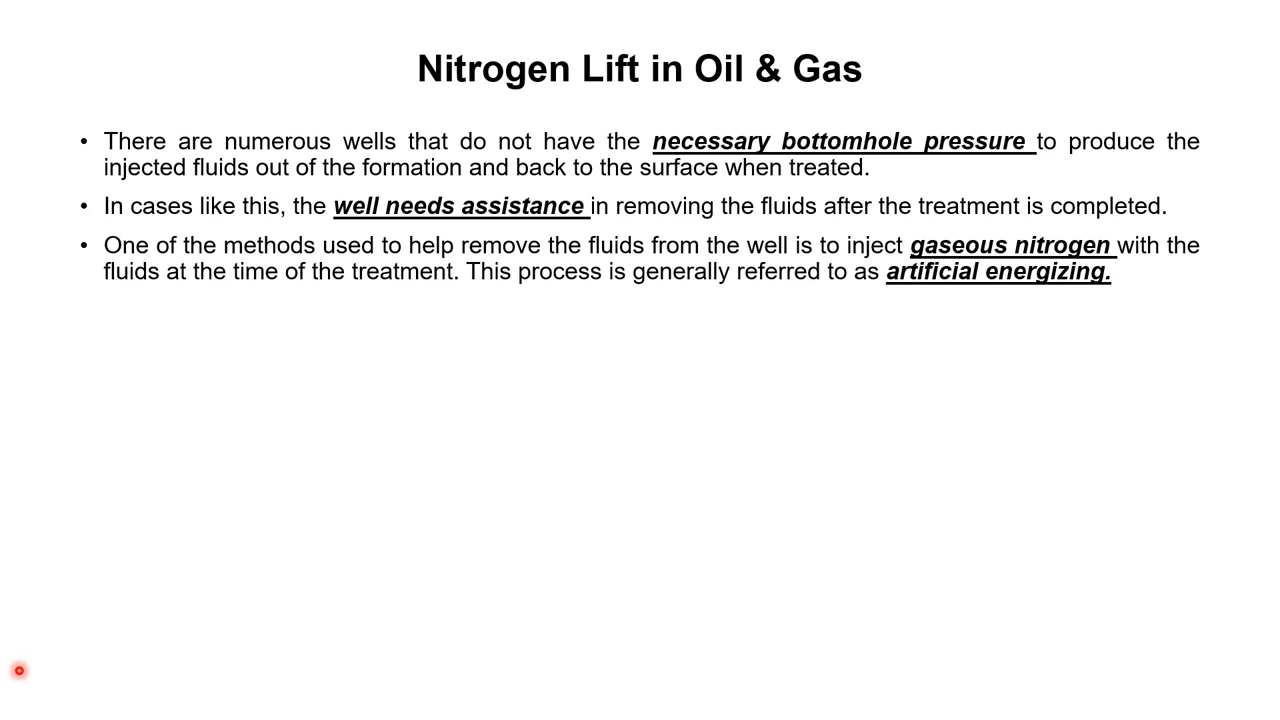 Nitrogen Lift in Oil & Gas
• There are numerous wells that do not have the necessary bottomhole pressure to produce the
injected fluids out of the formation and back to the surface when treated.
• In cases like this, the well needs assistance in removing the fluids after the treatment is completed.
• One of the methods used to help remove the fluids from the well is to inject gaseous nitrogen with the
fluids at the time of the treatment. This process is generally referred to as artificial energizing.